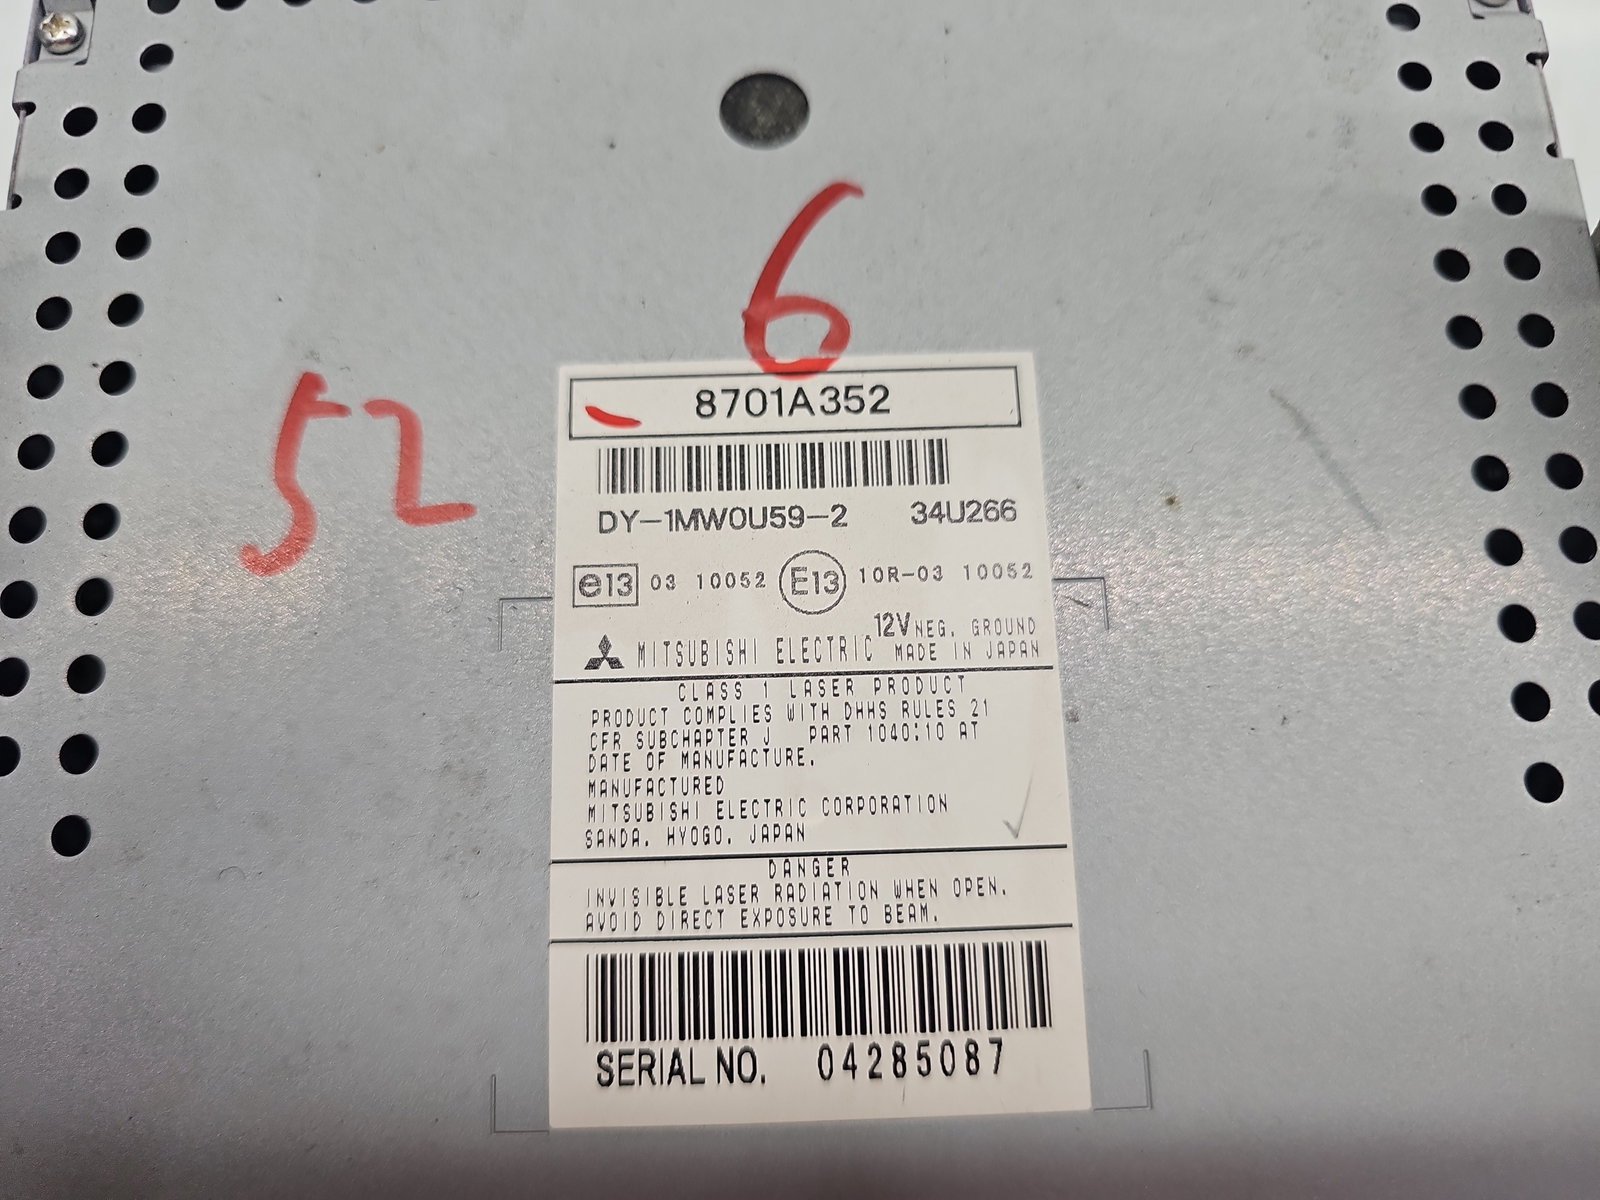 6
52
8701A352
DY-1MW0U59-2 34U266
e13 03 10052 E13 10R-03 10052
12V NEG. GROUND
MITSUBISHI ELECTRIC MADE IN JAPAN
CLASS 1 LASER PRODUCT
PRODUCT COMPLIES WITH DHHS RULES 21
CFR SUBCHAPTER J PART 1040:10 AT
DATE OF MANUFACTURE.
MANUFACTURED
MITSUBISHI ELECTRIC CORPORATION
SANDA. HYOGO. JAPAN
DANGER
INVISIBLE LASER RADIATION WHEN OPEN.
AVOID DIRECT EXPOSURE TO BEAM.
SERIAL NO. 04285087